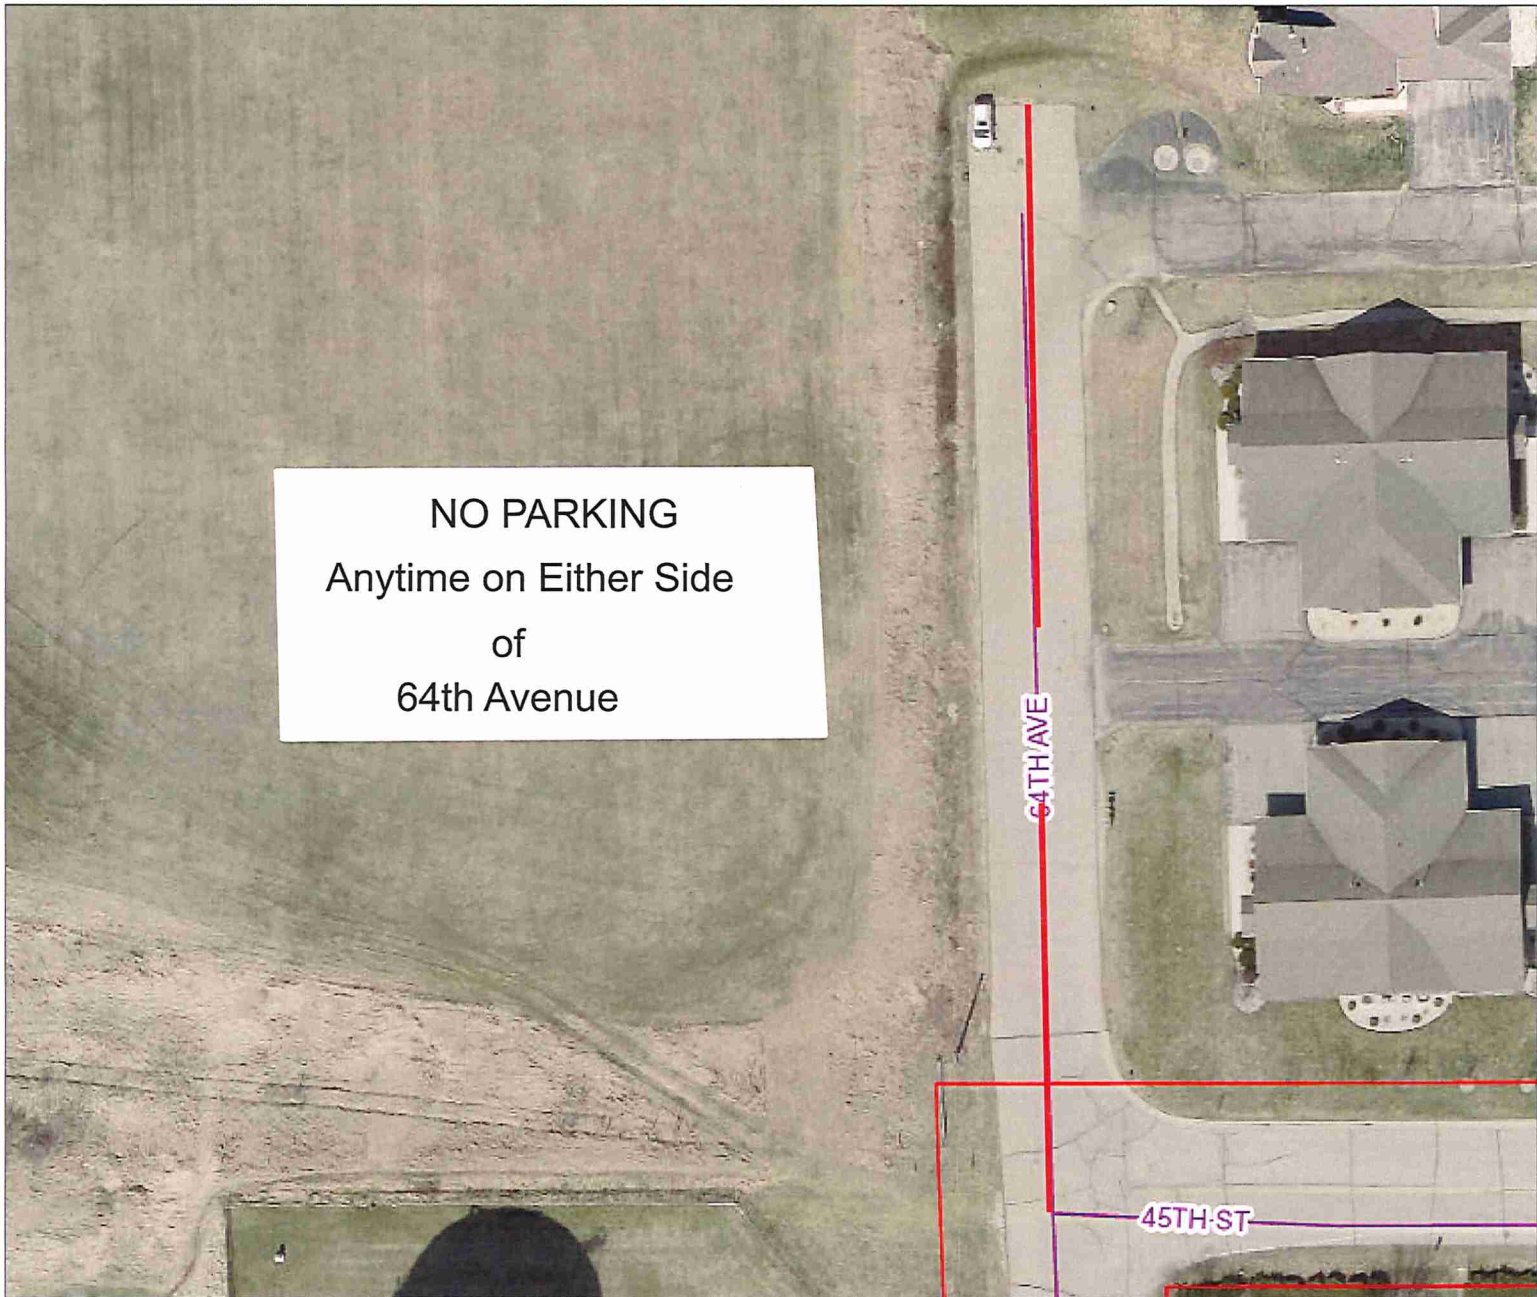 NO PARKING
Anytime on Either Side
of
64th Avenue
64TH AVE
45TH ST